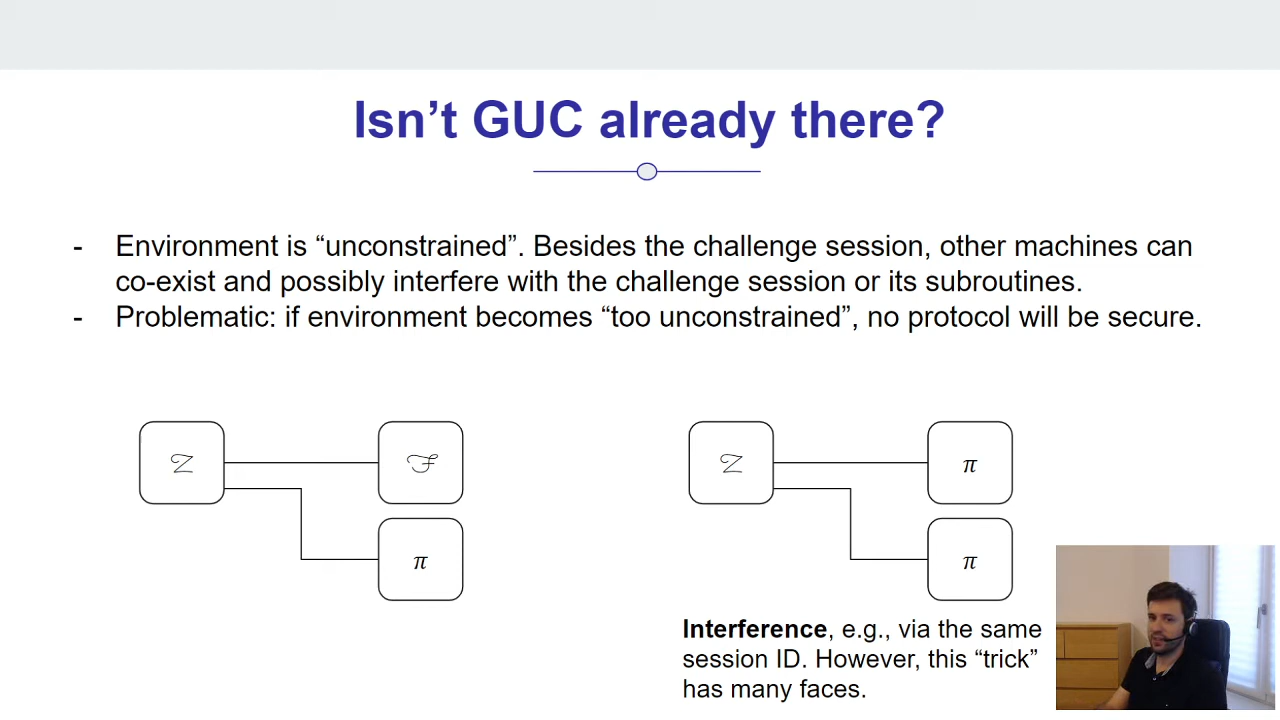 Isn’t GUC already there?
- Environment is “unconstrained”. Besides the challenge session, other machines can
co-exist and possibly interfere with the challenge session or its subroutines.
- Problematic: if environment becomes “too unconstrained”, no protocol will be secure.
𝒵 ℱ 𝒵 π
π π
Interference, e.g., via the same
session ID. However, this “trick”
has many faces.